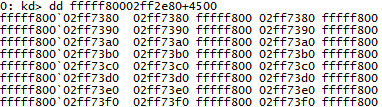 0: kd> dd fffff80002ff2e80+4500
fffff800`02ff7380  02ff7380 fffff800 02ff7380 fffff800
fffff800`02ff7390  02ff7390 fffff800 02ff7390 fffff800
fffff800`02ff73a0  02ff73a0 fffff800 02ff73a0 fffff800
fffff800`02ff73b0  02ff73b0 fffff800 02ff73b0 fffff800
fffff800`02ff73c0  02ff73c0 fffff800 02ff73c0 fffff800
fffff800`02ff73d0  02ff73d0 fffff800 02ff73d0 fffff800
fffff800`02ff73e0  02ff73e0 fffff800 02ff73e0 fffff800
fffff800`02ff73f0  02ff73f0 fffff800 02ff73f0 fffff800